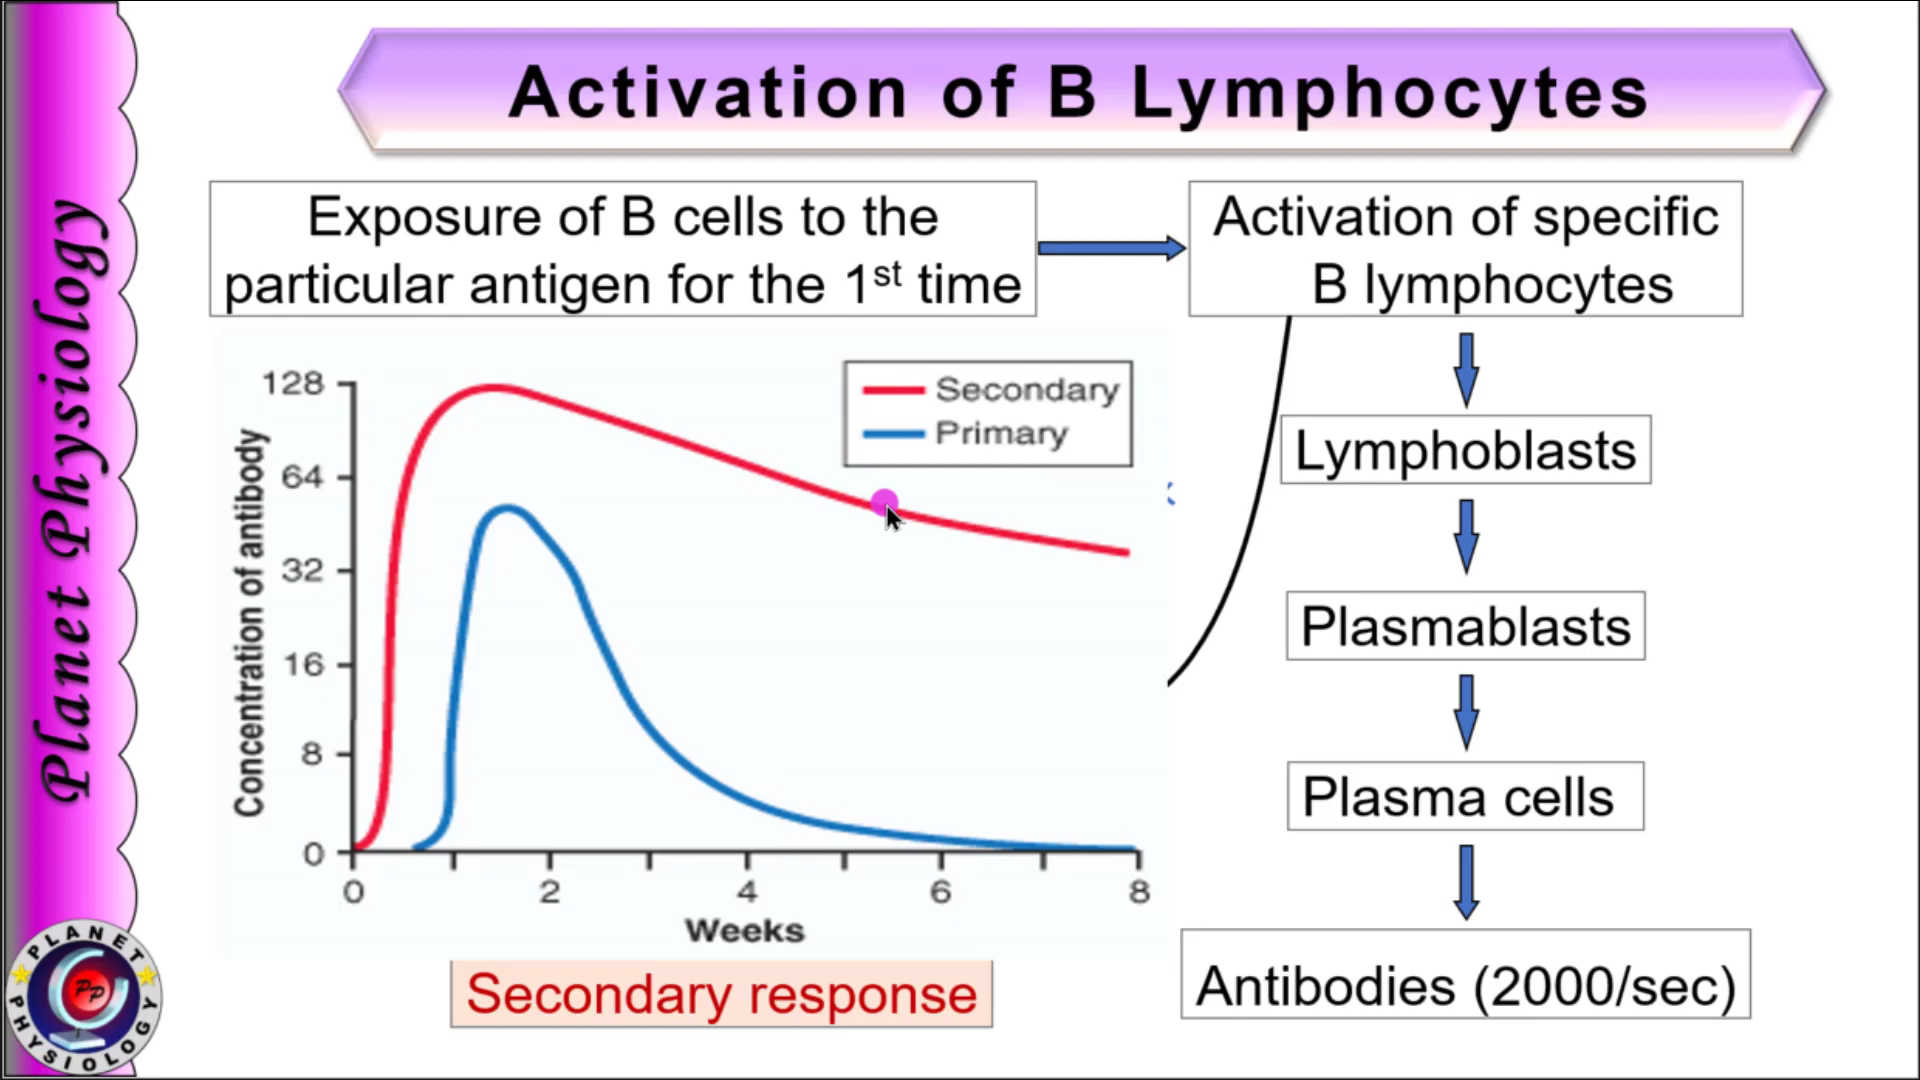 Activation of B Lymphocytes
Planet Physiology
Exposure of B cells to the
particular antigen for the 1st time
Activation of specific
B lymphocytes
Secondary
Primary
Concentration of antibody
128
64
32
16
8
0
0 2 4 6 8
Weeks
Secondary response
Lymphoblasts
Plasmablasts
Plasma cells
Antibodies (2000/sec)
PLANET
PP
PHYSIOLOGY